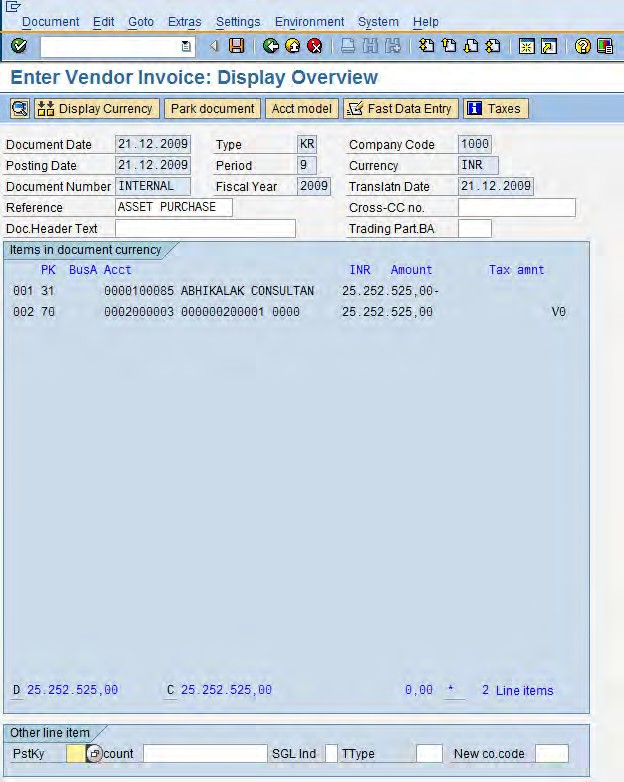 Document Edit Goto Extras Settings Environment System Help
Enter Vendor Invoice: Display Overview
Display Currency Park document Acct model Fast Data Entry Taxes
Document Date 21.12.2009 Type KR Company Code 1000
Posting Date 21.12.2009 Period 9 Currency INR
Document Number INTERNAL Fiscal Year 2009 Translatn Date 21.12.2009
Reference ASSET PURCHASE Cross-CC no.
Doc.Header Text Trading Part.BA
Items in document currency
PK BusA Acct INR Amount Tax amnt
001 31 0000100085 ABHIKALAK CONSULTAN 25.252.525,00-
002 70 0002000003 000000200001 0000 25.252.525,00 V0
D 25.252.525,00 C 25.252.525,00 0,00 * 2 Line items
Other line item
PstKy count SGL Ind TType New co.code